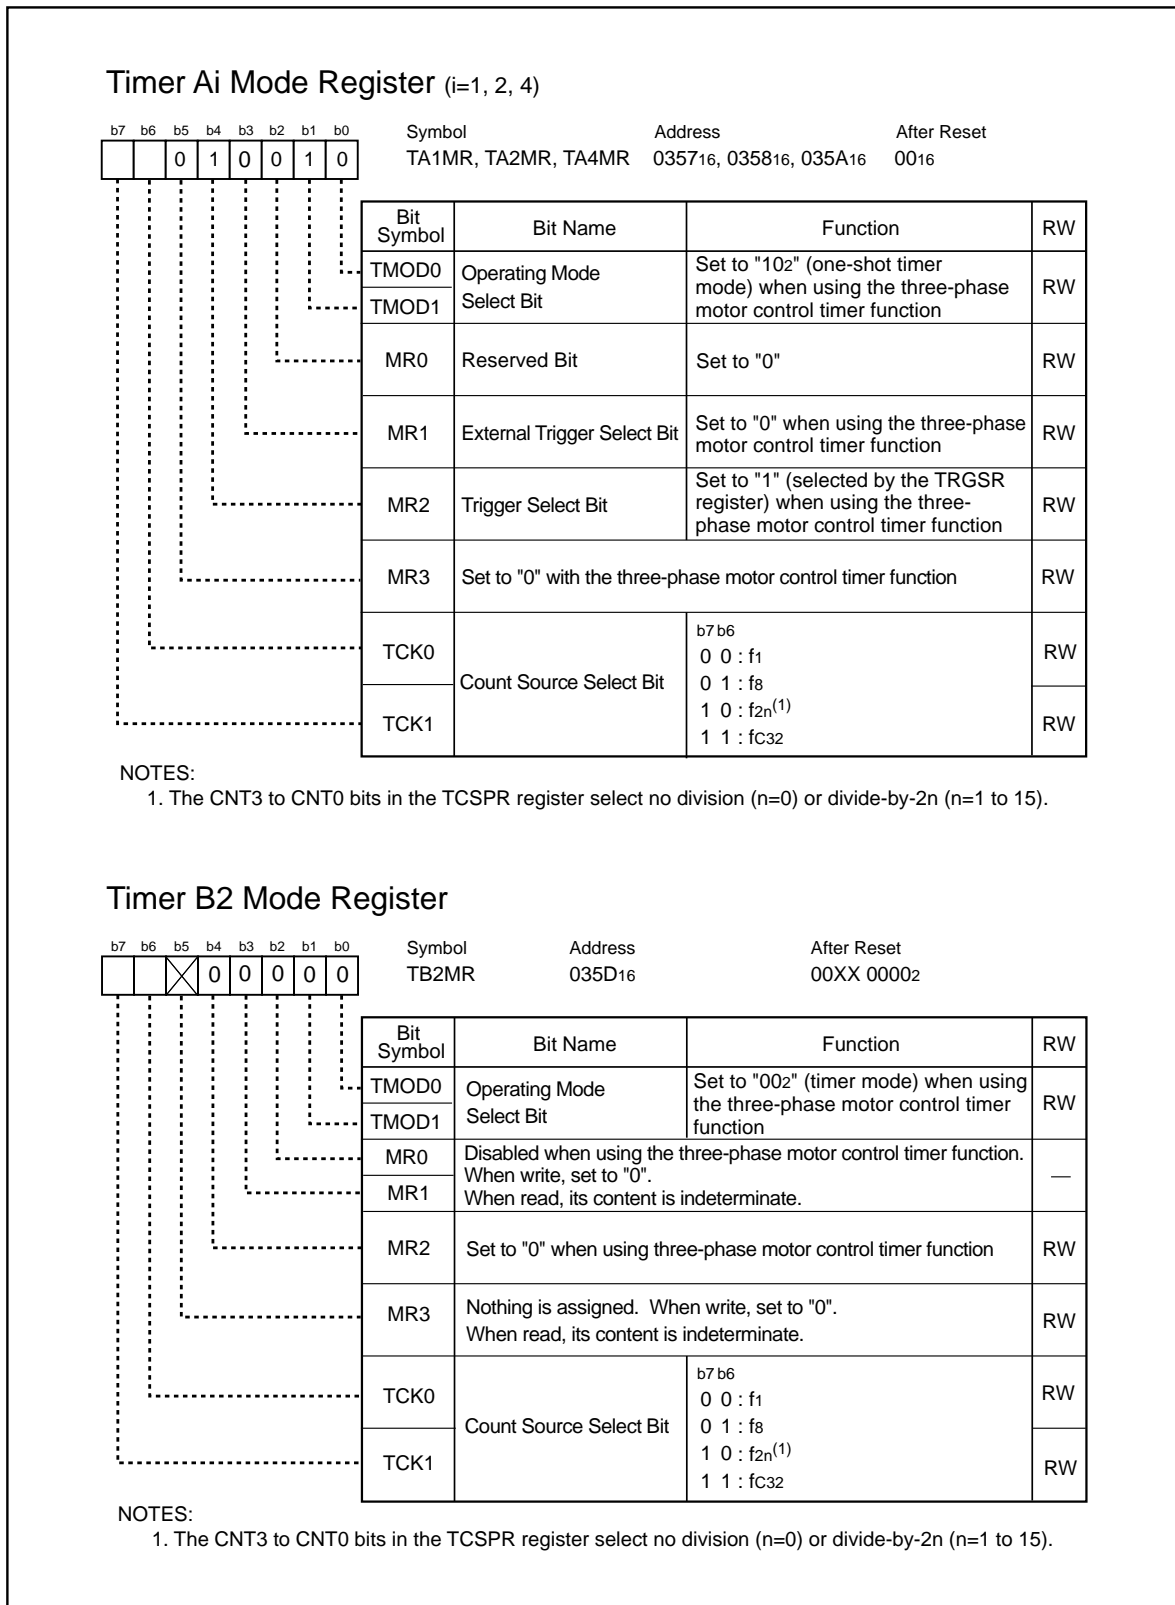 Timer Ai Mode Register (i=1, 2, 4)
b7 b6 b5 b4 b3 b2 b1 b0
Symbol Address After Reset
0 1 0 0 1 0
TA1MR, TA2MR, TA4MR 035716, 035816, 035A16 0016
Bit Symbol Bit Name Function RW
TMOD0
TMOD1
Operating Mode
Select Bit
Set to "102" (one-shot timer
mode) when using the three-phase
motor control timer function
RW
MR0 Reserved Bit Set to "0" RW
MR1 External Trigger Select Bit
Set to "0" when using the three-phase
motor control timer function
RW
MR2 Trigger Select Bit
Set to "1" (selected by the TRGSR
register) when using the three-
phase motor control timer function
RW
MR3 Set to "0" with the three-phase motor control timer function RW
TCK0
TCK1
Count Source Select Bit
b7 b6
0 0 : f1
0 1 : f8
1 0 : f2n(1)
1 1 : fC32
RW
RW
NOTES:
1. The CNT3 to CNT0 bits in the TCSPR register select no division (n=0) or divide-by-2n (n=1 to 15).
Timer B2 Mode Register
b7 b6 b5 b4 b3 b2 b1 b0
Symbol Address After Reset
0 0 0 0 0
TB2MR 035D16 00XX 00002
Bit Symbol Bit Name Function RW
TMOD0
TMOD1
Operating Mode
Select Bit
Set to "002" (timer mode) when using
the three-phase motor control timer
function
RW
MR0
MR1
Disabled when using the three-phase motor control timer function.
When write, set to "0".
When read, its content is indeterminate.
—
MR2 Set to "0" when using three-phase motor control timer function RW
MR3
Nothing is assigned. When write, set to "0".
When read, its content is indeterminate.
RW
TCK0
TCK1
Count Source Select Bit
b7 b6
0 0 : f1
0 1 : f8
1 0 : f2n(1)
1 1 : fC32
RW
RW
NOTES:
1. The CNT3 to CNT0 bits in the TCSPR register select no division (n=0) or divide-by-2n (n=1 to 15).